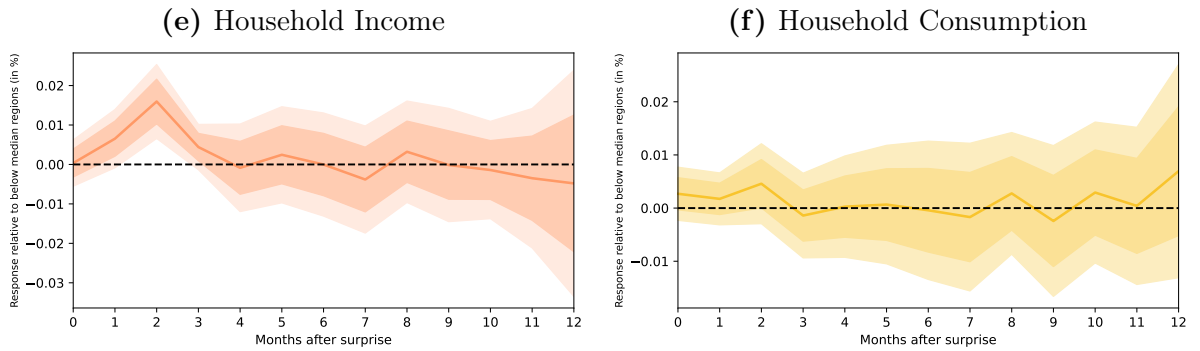 (e) Household Income
Response relative to below median regions (in %)
0.02
0.01
0.00
−0.01
−0.02
−0.03
0 1 2 3 4 5 6 7 8 9 10 11 12
Months after surprise
(f) Household Consumption
Response relative to below median regions (in %)
0.02
0.01
0.00
−0.01
0 1 2 3 4 5 6 7 8 9 10 11 12
Months after surprise